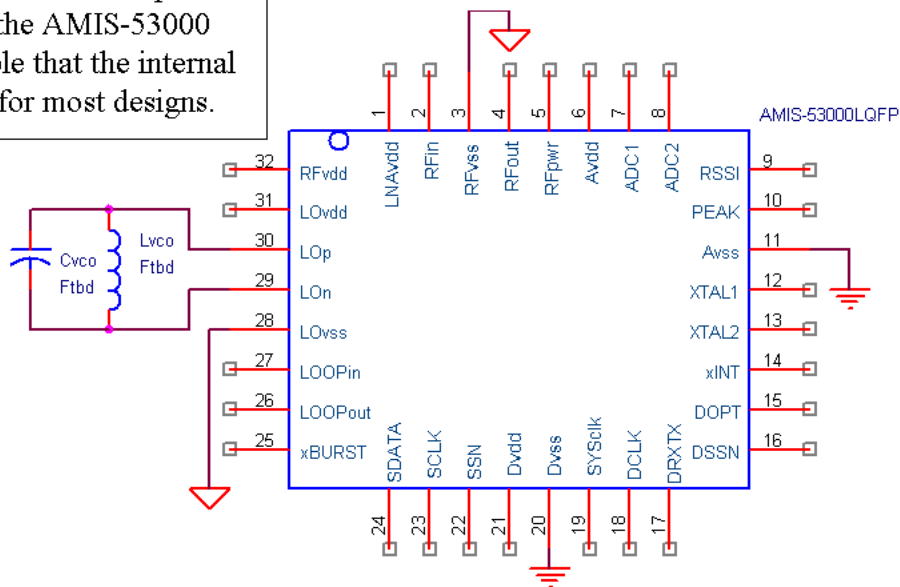 the AMIS-53000
ble that the internal
for most designs.
AMIS-53000LQFP
1 2 3 4 5 6 7 8
LNAvdd RFin RFvss RFout RFpwr Avdd ADC1 ADC2
32 RFvdd
31 LOvdd
30 LOp
29 LOn
28 LOvss
27 LOOPin
26 LOOPout
25 xBURST
Cvco
Ftbd
Lvco
Ftbd
RSSI 9
PEAK 10
Avss 11
XTAL1 12
XTAL2 13
xINT 14
DOPT 15
DSSN 16
SDATA SCLK SSN Dvdd Dvss SYSclk DCLK DRXTX
24 23 22 21 20 19 18 17